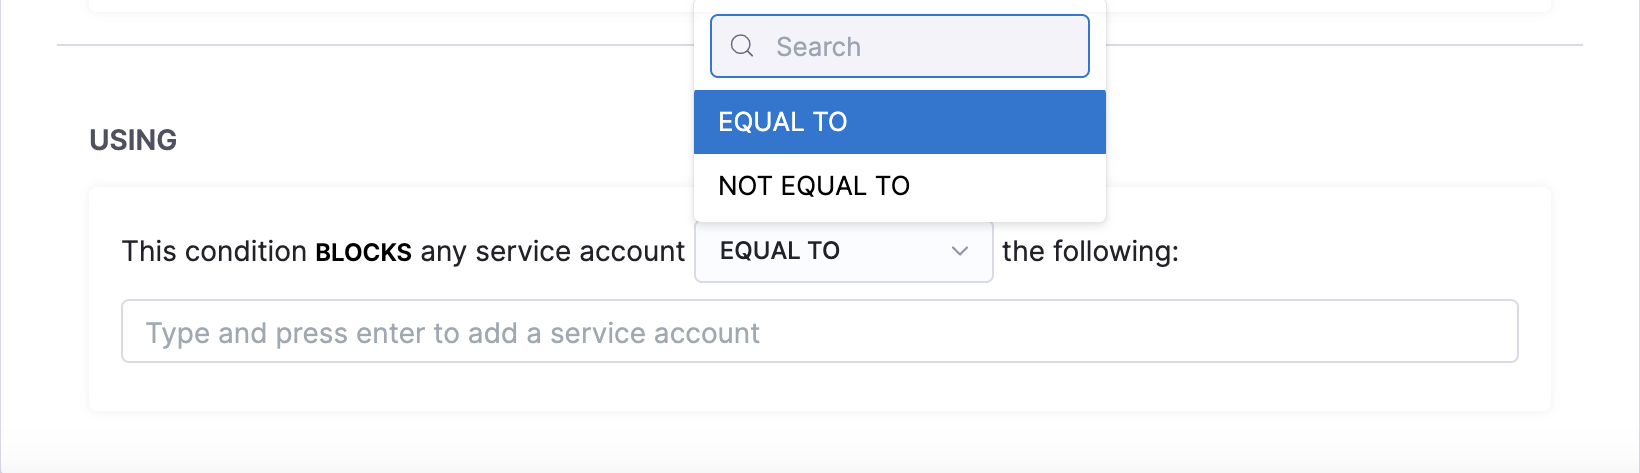 Search
EQUAL TO
NOT EQUAL TO
USING
This condition BLOCKS any service account EQUAL TO the following:
Type and press enter to add a service account